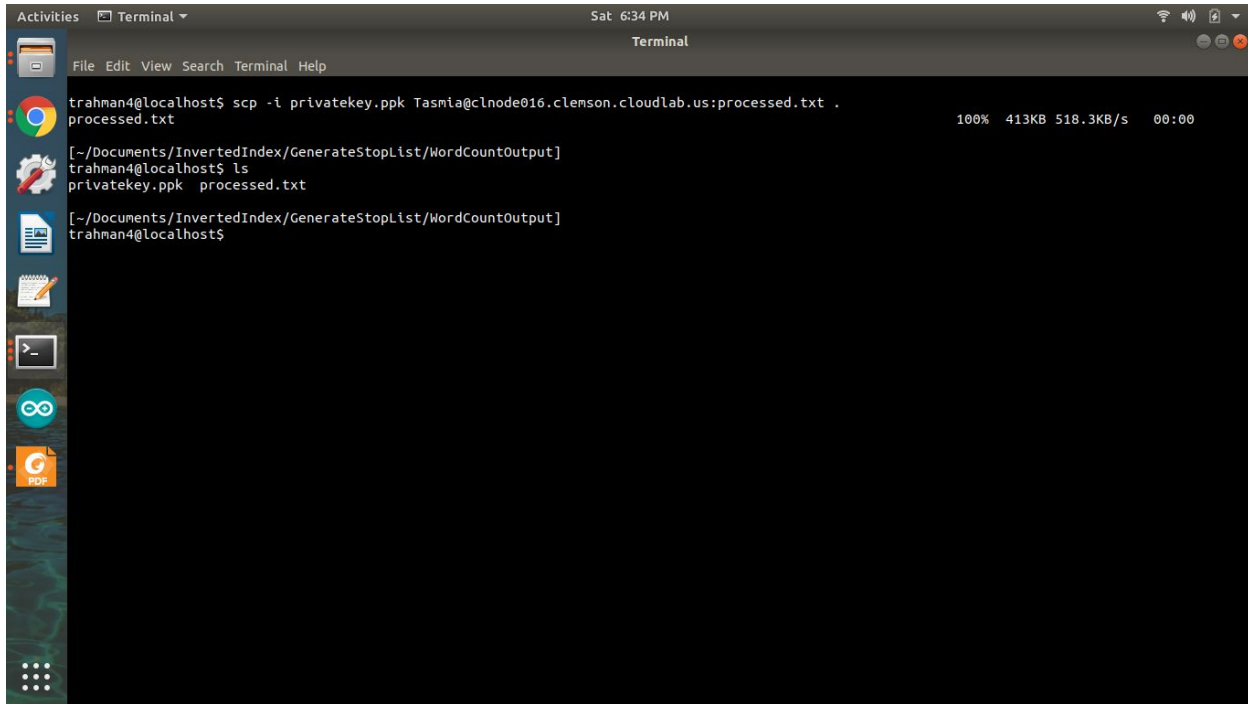 Activities Terminal Sat 6:34 PM
Terminal
File Edit View Search Terminal Help
trahman4@localhost$ scp -i privatekey.ppk Tasmia@clnode016.clemson.cloudlab.us:processed.txt .
processed.txt 100% 413KB 518.3KB/s 00:00
[~/Documents/InvertedIndex/GenerateStopList/WordCountOutput]
trahman4@localhost$ ls
privatekey.ppk processed.txt
[~/Documents/InvertedIndex/GenerateStopList/WordCountOutput]
trahman4@localhost$
PDF